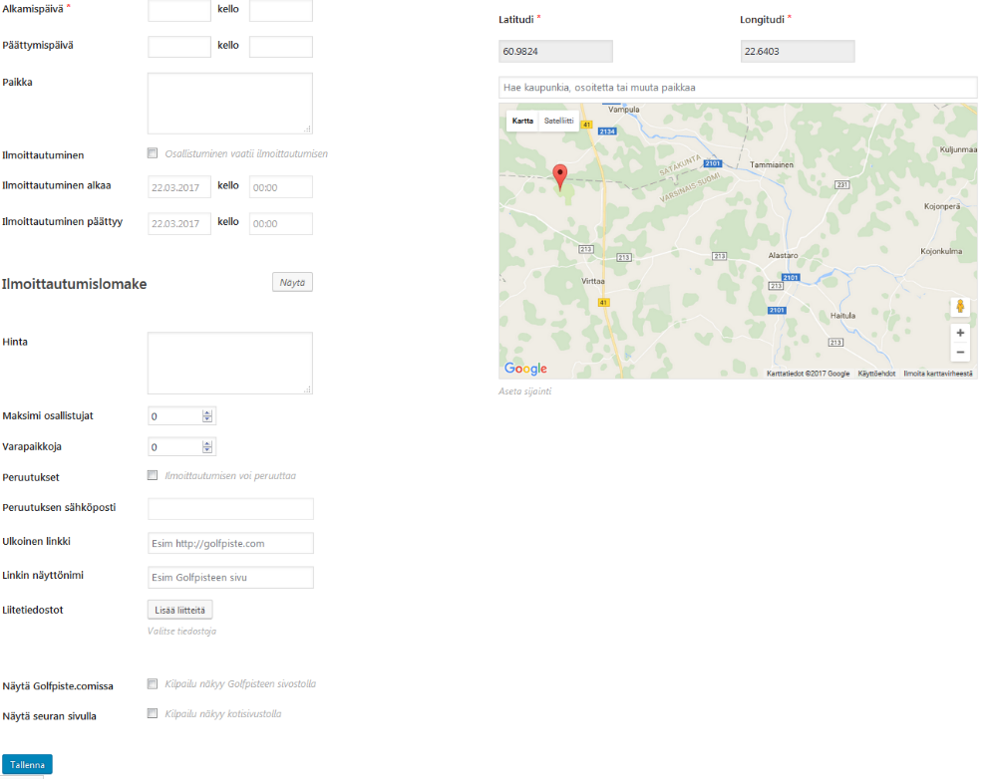 Alkamispäivä * kello
Päättymispäivä kello
Paikka
Ilmoittautuminen Osallistuminen vaatii ilmoittautumisen
Ilmoittautuminen alkaa 22.03.2017 kello 00:00
Ilmoittautuminen päättyy 22.03.2017 kello 00:00
Ilmoittautumislomake Näytä
Hinta
Maksimi osallistujat 0
Varapaikkoja 0
Peruutukset Ilmoittautumisen voi peruuttaa
Peruutuksen sähköposti
Ulkoinen linkki Esim http://golfpiste.com
Linkin näyttönimi Esim Golfpisteen sivu
Liitetiedostot Lisää liitteitä
Valitse tiedostoja
Näytä Golfpiste.comissa Kilpailu näkyy Golfpisteen sivostolla
Näytä seuran sivulla Kilpailu näkyy kotisivustolla
Tallenna
Latitudi * Longitudi *
60.9824 22.6403
Hae kaupunkia, osoitetta tai muuta paikkaa
Vampula
Kartta Satelliitti 41
2134
Kuljunmaa
SATAKUNTA 2101 Tammiainen
VARSINAIS-SUOMI 231
Kojonperä
213 213 213 Alastaro Kojonkulma
2101
Virttaa 213
41 2101
Haitula
213
Google Karttatiedot ©2017 Google Käyttöehdot Ilmoita karttavirheestä
Aseta sijainti